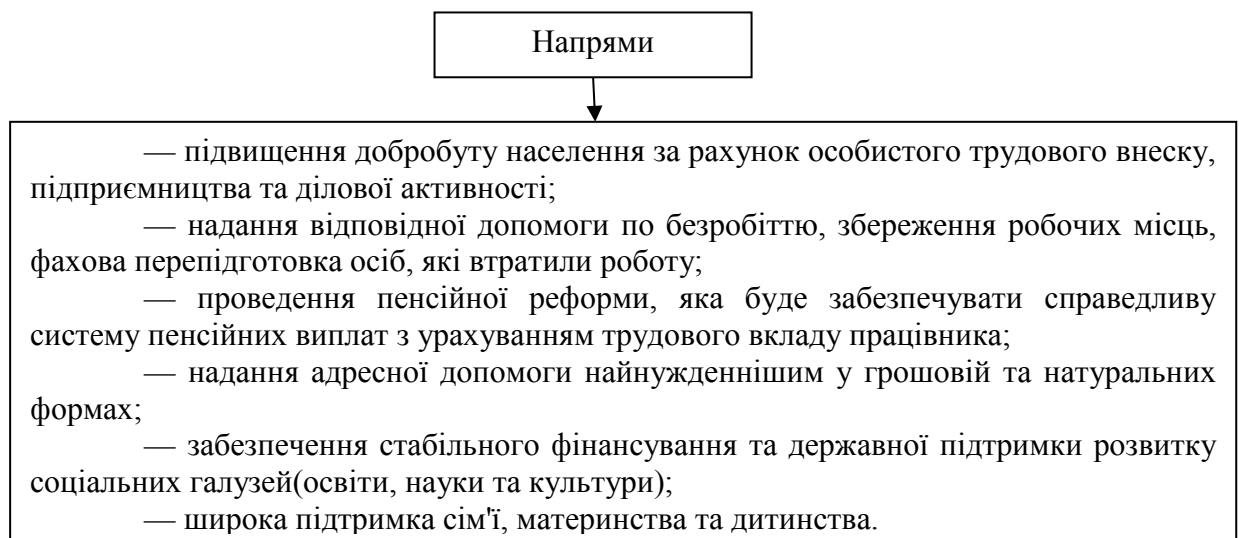 Напрями
— підвищення добробуту населення за рахунок особистого трудового внеску,
підприємництва та ділової активності;
— надання відповідної допомоги по безробіттю, збереження робочих місць,
фахова перепідготовка осіб, які втратили роботу;
— проведення пенсійної реформи, яка буде забезпечувати справедливу
систему пенсійних виплат з урахуванням трудового вкладу працівника;
— надання адресної допомоги найнужденнішим у грошовій та натуральних
формах;
— забезпечення стабільного фінансування та державної підтримки розвитку
соціальних галузей(освіти, науки та культури);
— широка підтримка сім'ї, материнства та дитинства.